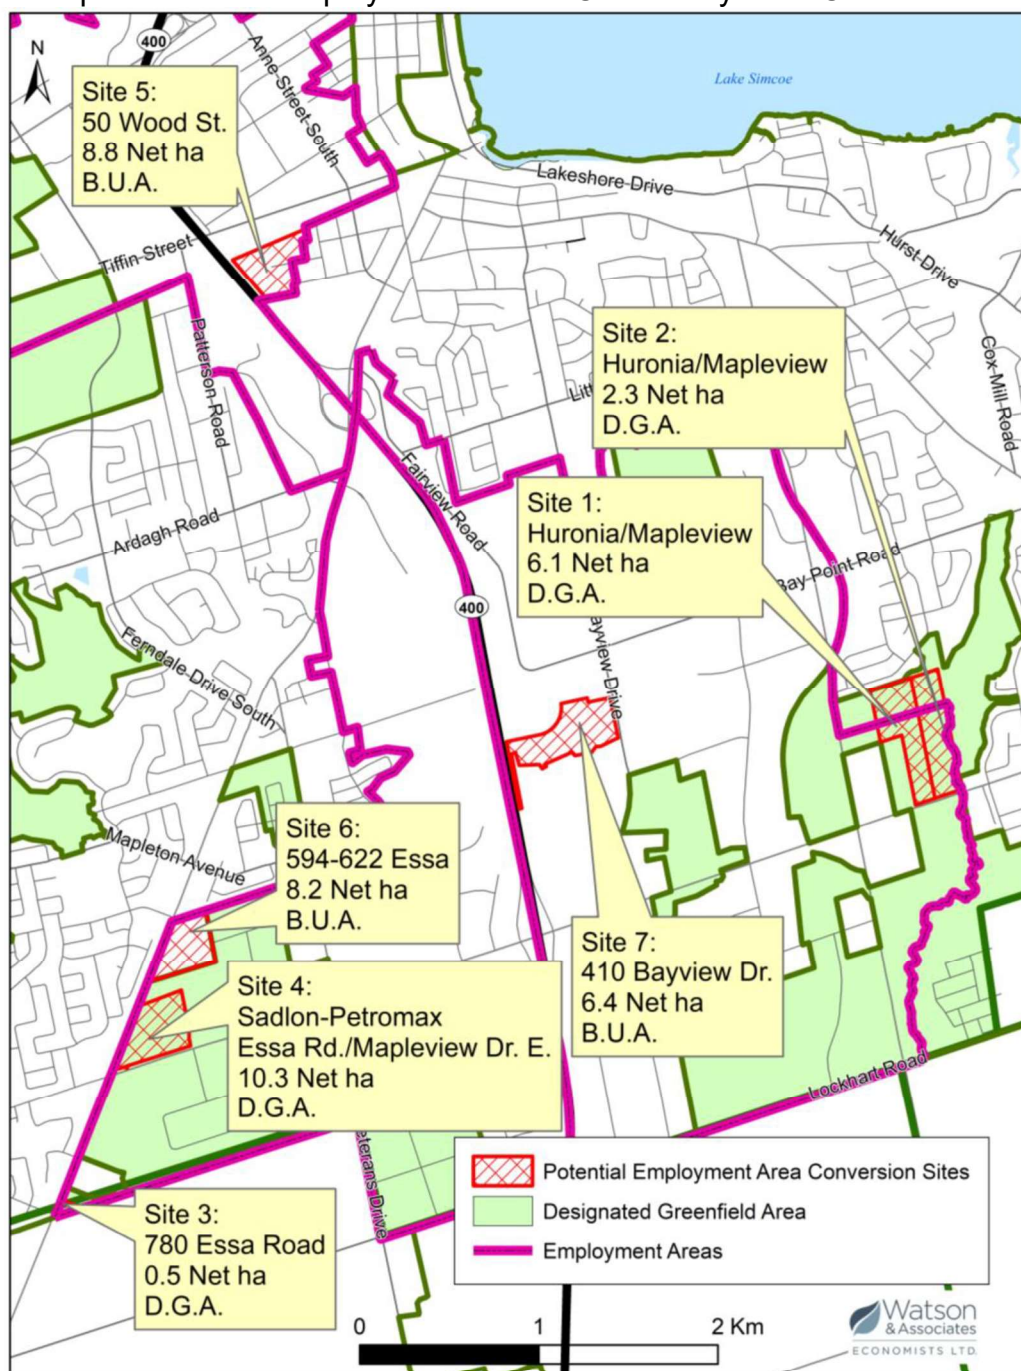 400
N
Anne Street South
Lake Simcoe
Site 5:
50 Wood St.
8.8 Net ha
B.U.A.
Lakeshore Drive
Hurst Drive
Tiffin Street
Site 2:
Huronia/Mapleview
2.3 Net ha
D.G.A.
Patterson Road
Cox Mill Road
Fairview Road
Site 1:
Huronia/Mapleview
6.1 Net ha
D.G.A.
Ardagh Road
Bay Point Road
400
Ferndale Drive South
ayview Drive
Mapleton Avenue
Site 6:
594-622 Essa
8.2 Net ha
B.U.A.
Site 7:
410 Bayview Dr.
6.4 Net ha
B.U.A.
Site 4:
Sadlon-Petromax
Essa Rd./Mapleview Dr. E.
10.3 Net ha
D.G.A.
Lockhart Road
eterans Drive
Site 3:
780 Essa Road
0.5 Net ha
D.G.A.
Potential Employment Area Conversion Sites
Designated Greenfield Area
Employment Areas
0 1 2 Km
Watson
& Associates
ECONOMISTS LTD.